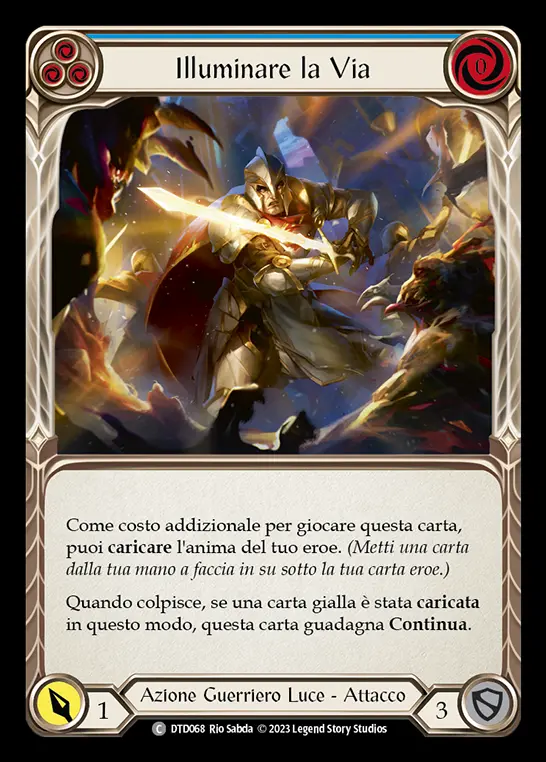 Illuminare la Via
0
Come costo addizionale per giocare questa carta,
puoi caricare l'anima del tuo eroe. (Metti una carta
dalla tua mano a faccia in su sotto la tua carta eroe.)
Quando colpisce, se una carta gialla è stata caricata
in questo modo, questa carta guadagna Continua.
1
Azione Guerriero Luce - Attacco
3
C DTD068 Rio Sabda © 2023 Legend Story Studios